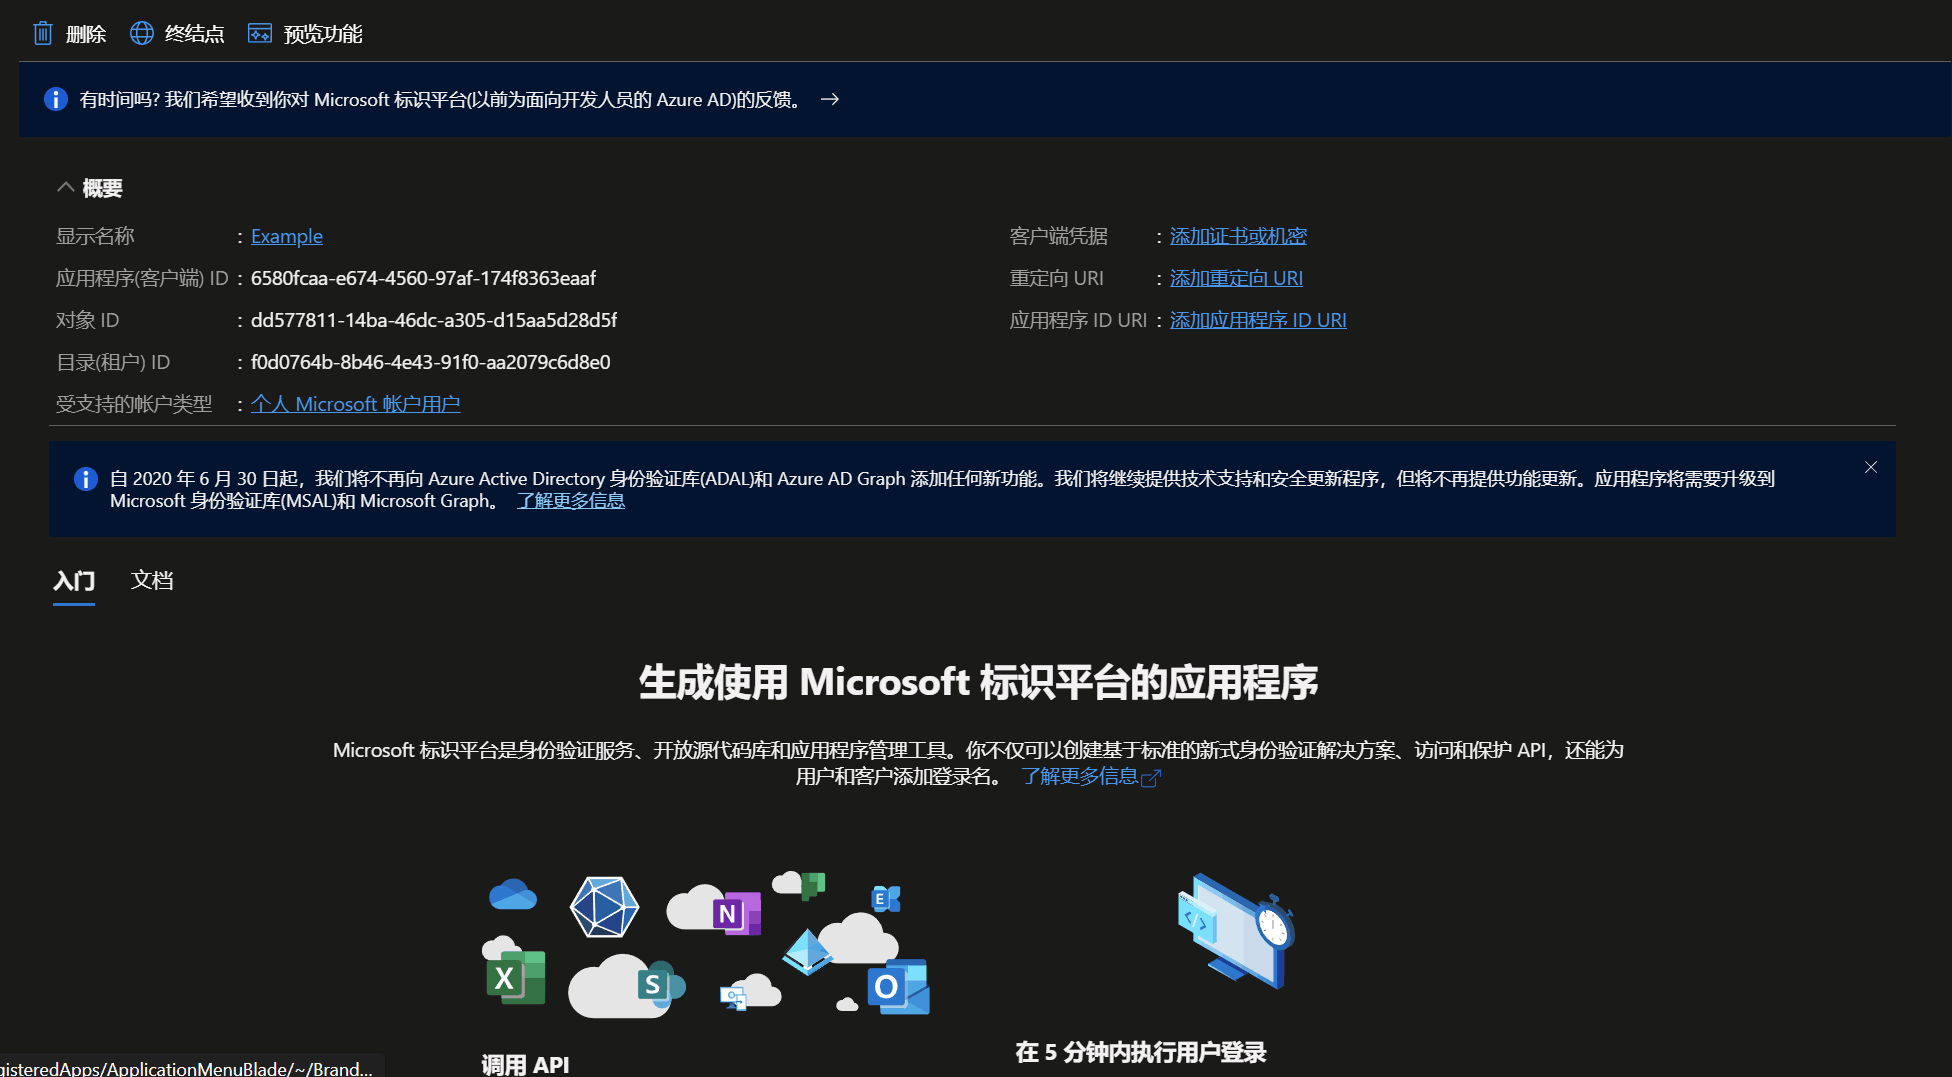 删除 终结点 预览功能
有时间吗? 我们希望收到你对 Microsoft 标识平台(以前为面向开发人员的 Azure AD)的反馈。 →
概要
显示名称 : Example
应用程序(客户端) ID : 6580fcaa-e674-4560-97af-174f8363eaaf
对象 ID : dd577811-14ba-46dc-a305-d15aa5d28d5f
目录(租户) ID : f0d0764b-8b46-4e43-91f0-aa2079c6d8e0
受支持的帐户类型 : 个人 Microsoft 帐户用户
客户端凭据 : 添加证书或机密
重定向 URI : 添加重定向 URI
应用程序 ID URI : 添加应用程序 ID URI
自 2020 年 6 月 30 日起，我们将不再向 Azure Active Directory 身份验证库(ADAL)和 Azure AD Graph 添加任何新功能。我们将继续提供技术支持和安全更新程序，但将不再提供功能更新。应用程序将需要升级到
Microsoft 身份验证库(MSAL)和 Microsoft Graph。 了解更多信息
入门 文档
生成使用 Microsoft 标识平台的应用程序
Microsoft 标识平台是身份验证服务、开放源代码库和应用程序管理工具。你不仅可以创建基于标准的新式身份验证解决方案、访问和保护 API，还能为
用户和客户添加登录名。 了解更多信息
N
E
X
S
O
调用 API
在 5 分钟内执行用户登录
gisteredApps/ApplicationMenuBlade/~/Brand...